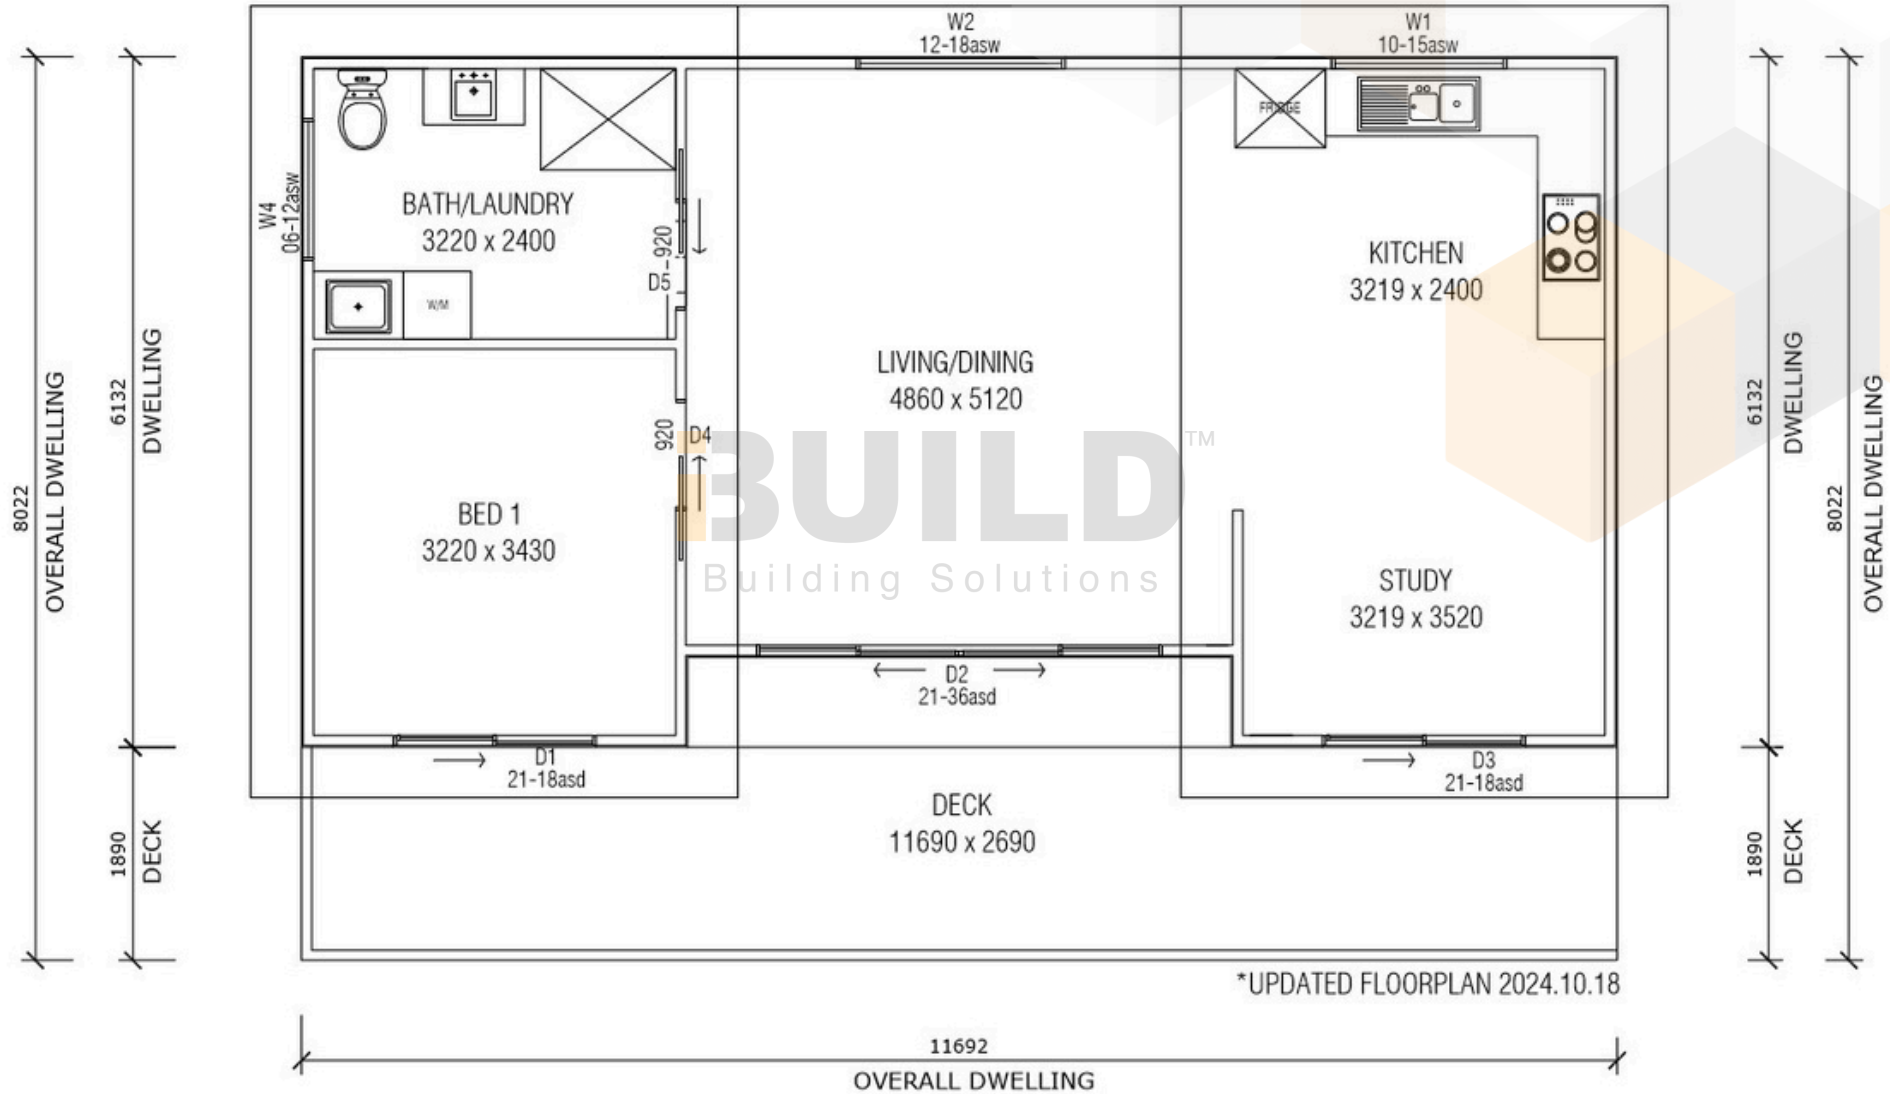 W2
12-18asw
W1
10-15asw
FRIDGE
W4
06-12asw
BATH/LAUNDRY
3220 x 2400
920
D5
W/M
KITCHEN
3219 x 2400
LIVING/DINING
4860 x 5120
920
D4
BED 1
3220 x 3430
iBUILD™
Building Solutions
STUDY
3219 x 3520
D2
21-36asd
D1
21-18asd
D3
21-18asd
DECK
11690 x 2690
8022
OVERALL DWELLING
6132
DWELLING
1890
DECK
6132
DWELLING
1890
DECK
8022
OVERALL DWELLING
*UPDATED FLOORPLAN 2024.10.18
11692
OVERALL DWELLING